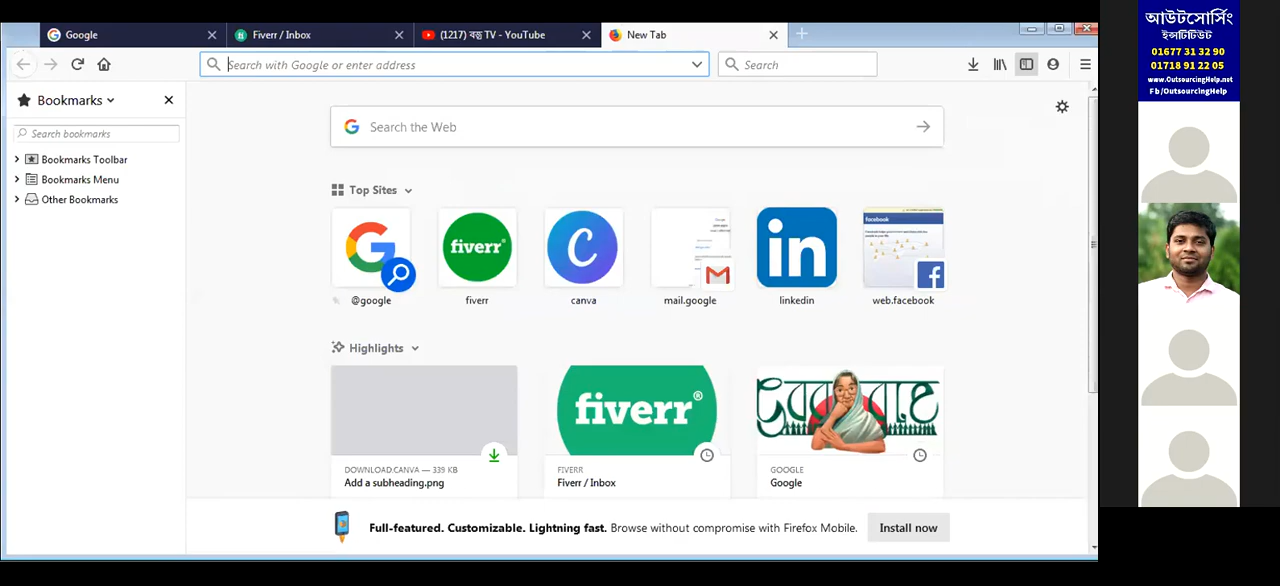 Google
Fiverr / Inbox
(1217) বন্ধু TV - YouTube
New Tab
Search with Google or enter address
Search
Bookmarks
Search bookmarks
Bookmarks Toolbar
Bookmarks Menu
Other Bookmarks
Search the Web
Top Sites
fiverr
@google
fiverr
canva
mail.google
linkedin
web.facebook
Highlights
fiverr
DOWNLOAD.CANVA — 339 KB
Add a subheading.png
FIVERR
Fiverr / Inbox
GOOGLE
Google
Full-featured. Customizable. Lightning fast. Browse without compromise with Firefox Mobile.
Install now
আউটসোর্সিং
ইন্সটিটিউট
01677 31 32 90
01718 91 22 05
www.OutsourcingHelp.net
Fb/OutsourcingHelp